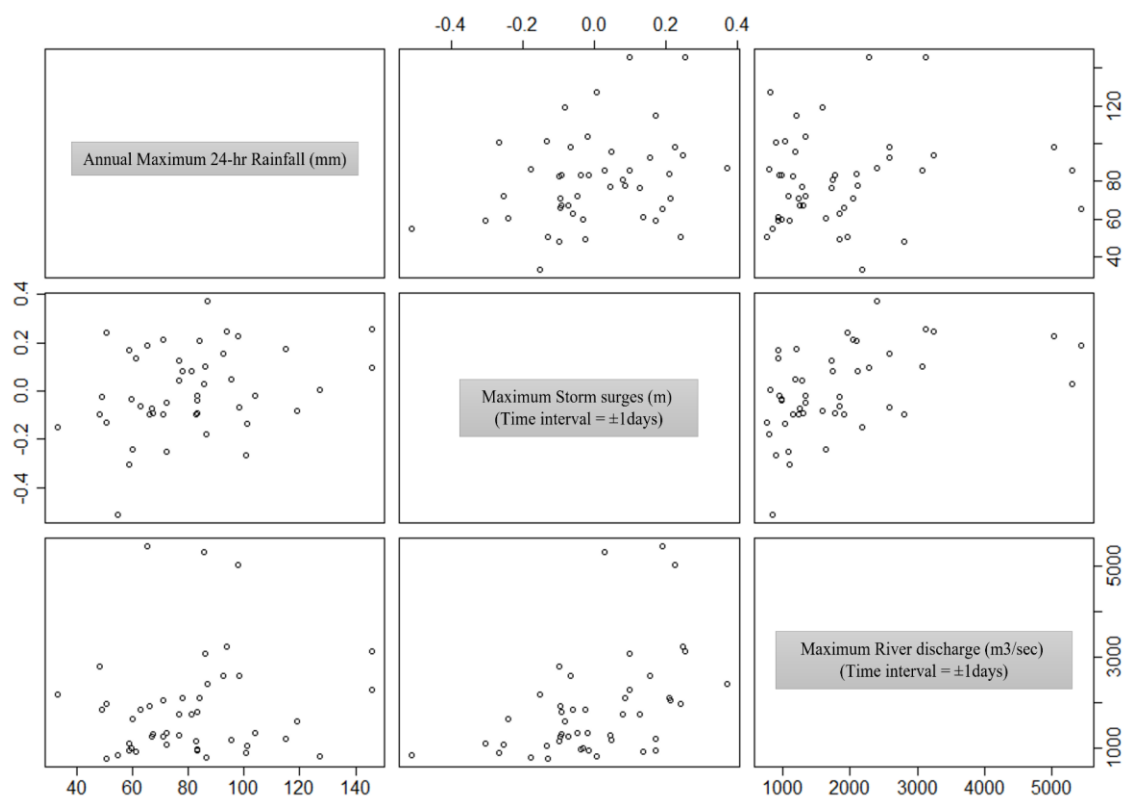 -0.4 -0.2 0.0 0.2 0.4
Annual Maximum 24-hr Rainfall (mm)
40 60 80 120
-0.4 -0.2 0.0 0.2 0.4
Maximum Storm surges (m)
(Time interval = ±1days)
Maximum River discharge (m3/sec)
(Time interval = ±1days)
1000 3000 5000
40 60 80 100 120 140
1000 2000 3000 4000 5000